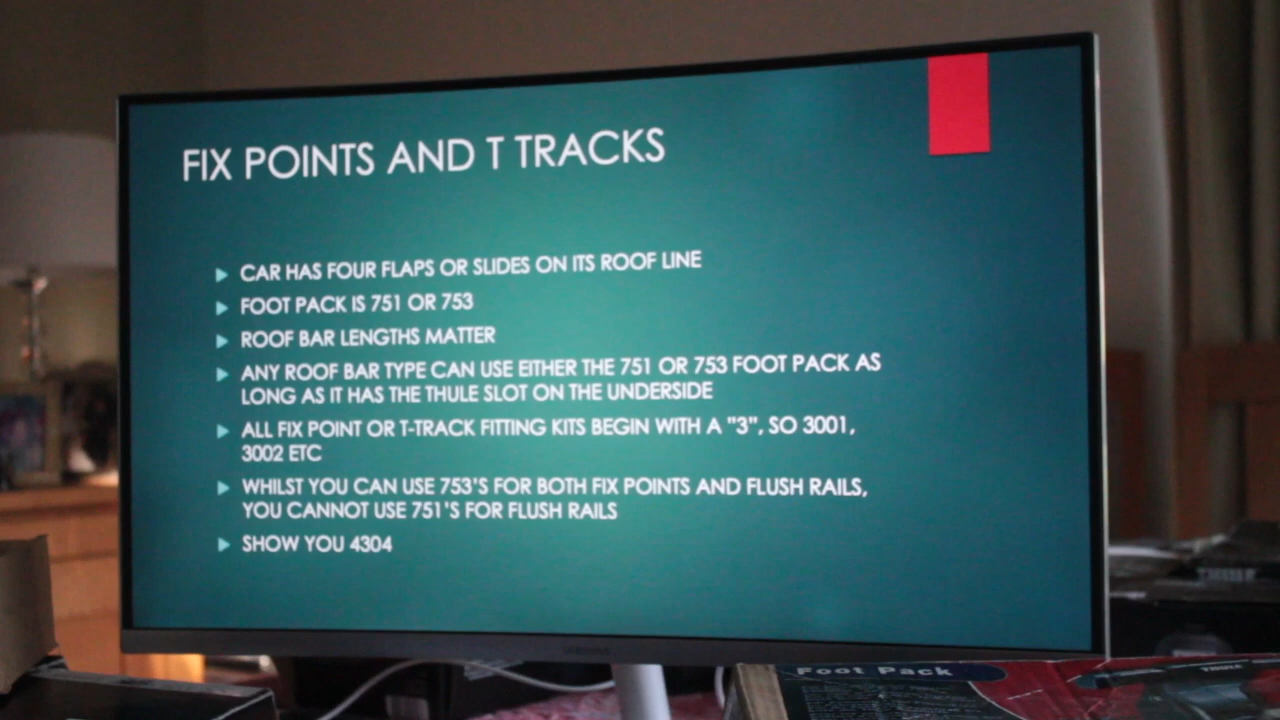 FIX POINTS AND T TRACKS
CAR HAS FOUR FLAPS OR SLIDES ON ITS ROOF LINE
FOOT PACK IS 751 OR 753
ROOF BAR LENGTHS MATTER
ANY ROOF BAR TYPE CAN USE EITHER THE 751 OR 753 FOOT PACK AS
LONG AS IT HAS THE THULE SLOT ON THE UNDERSIDE
ALL FIX POINT OR T-TRACK FITTING KITS BEGIN WITH A "3", SO 3001,
3002 ETC
WHILST YOU CAN USE 753'S FOR BOTH FIX POINTS AND FLUSH RAILS,
YOU CANNOT USE 751'S FOR FLUSH RAILS
SHOW YOU 4304
SAMSUNG
Foot Pack
THULE